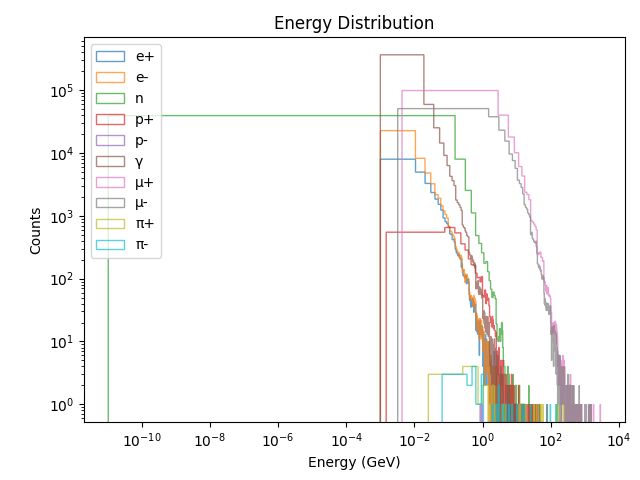 Energy Distribution
e+
e-
n
p+
p-
γ
μ+
μ-
π+
π-
Counts
10⁵
10⁴
10³
10²
10¹
10⁰
10⁻¹⁰ 10⁻⁸ 10⁻⁶ 10⁻⁴ 10⁻² 10⁰ 10² 10⁴
Energy (GeV)